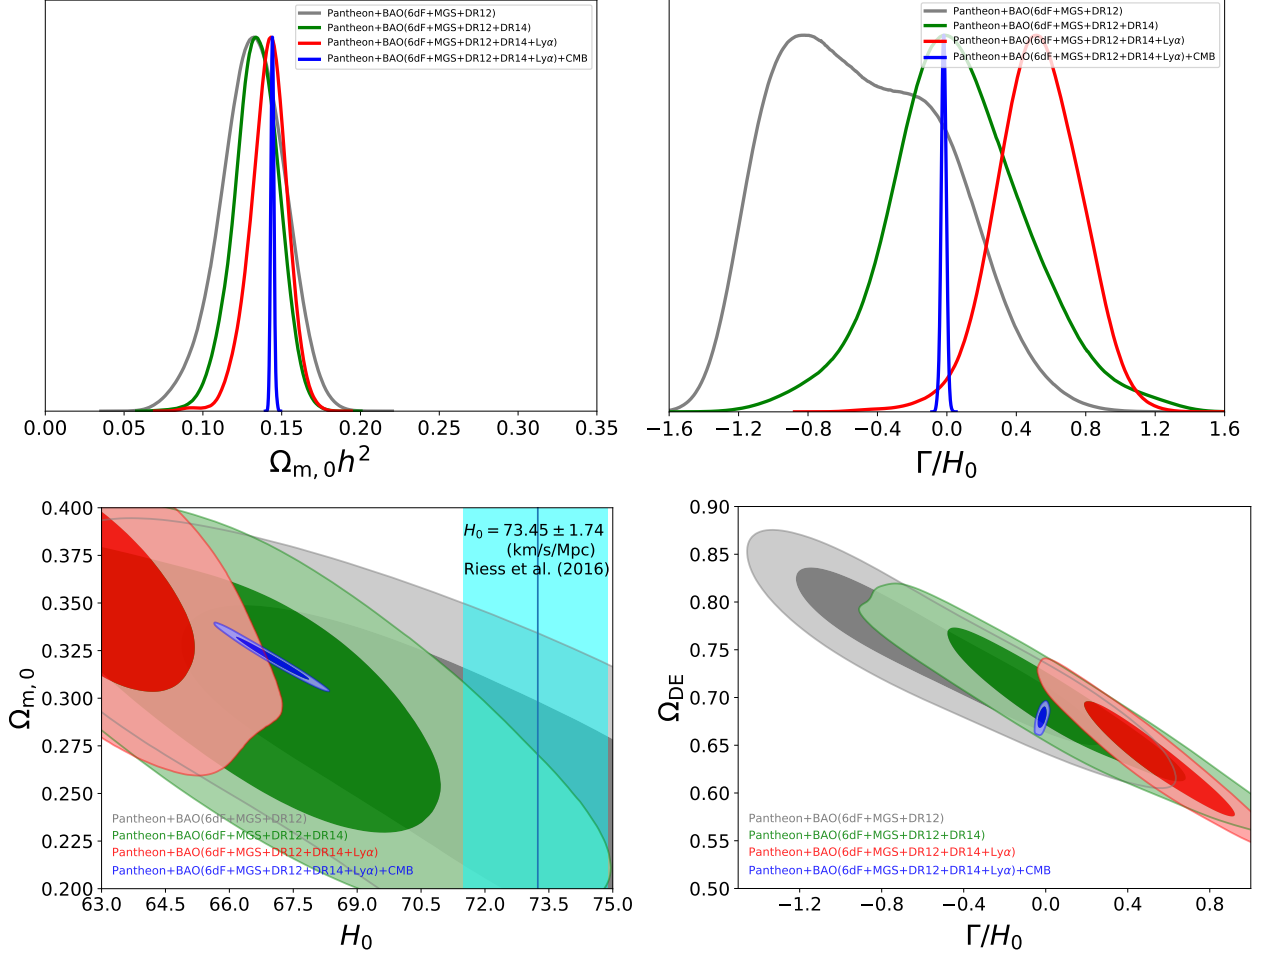 Pantheon+BAO(6dF+MGS+DR12)
Pantheon+BAO(6dF+MGS+DR12+DR14)
Pantheon+BAO(6dF+MGS+DR12+DR14+Lyα)
Pantheon+BAO(6dF+MGS+DR12+DR14+Lyα)+CMB
0.00 0.05 0.10 0.15 0.20 0.25 0.30 0.35
Ωm, 0h²
Pantheon+BAO(6dF+MGS+DR12)
Pantheon+BAO(6dF+MGS+DR12+DR14)
Pantheon+BAO(6dF+MGS+DR12+DR14+Lyα)
Pantheon+BAO(6dF+MGS+DR12+DR14+Lyα)+CMB
−1.6 −1.2 −0.8 −0.4 0.0 0.4 0.8 1.2 1.6
Γ/H₀
0.400
0.375
0.350
0.325
0.300
0.275
0.250
0.225
0.200
Ωm, 0
H₀ = 73.45 ± 1.74
(km/s/Mpc)
Riess et al. (2016)
Pantheon+BAO(6dF+MGS+DR12)
Pantheon+BAO(6dF+MGS+DR12+DR14)
Pantheon+BAO(6dF+MGS+DR12+DR14+Lyα)
Pantheon+BAO(6dF+MGS+DR12+DR14+Lyα)+CMB
63.0 64.5 66.0 67.5 69.0 70.5 72.0 73.5 75.0
H₀
0.90
0.85
0.80
0.75
0.70
0.65
0.60
0.55
0.50
ΩDE
Pantheon+BAO(6dF+MGS+DR12)
Pantheon+BAO(6dF+MGS+DR12+DR14)
Pantheon+BAO(6dF+MGS+DR12+DR14+Lyα)
Pantheon+BAO(6dF+MGS+DR12+DR14+Lyα)+CMB
−1.2 −0.8 −0.4 0.0 0.4 0.8
Γ/H₀